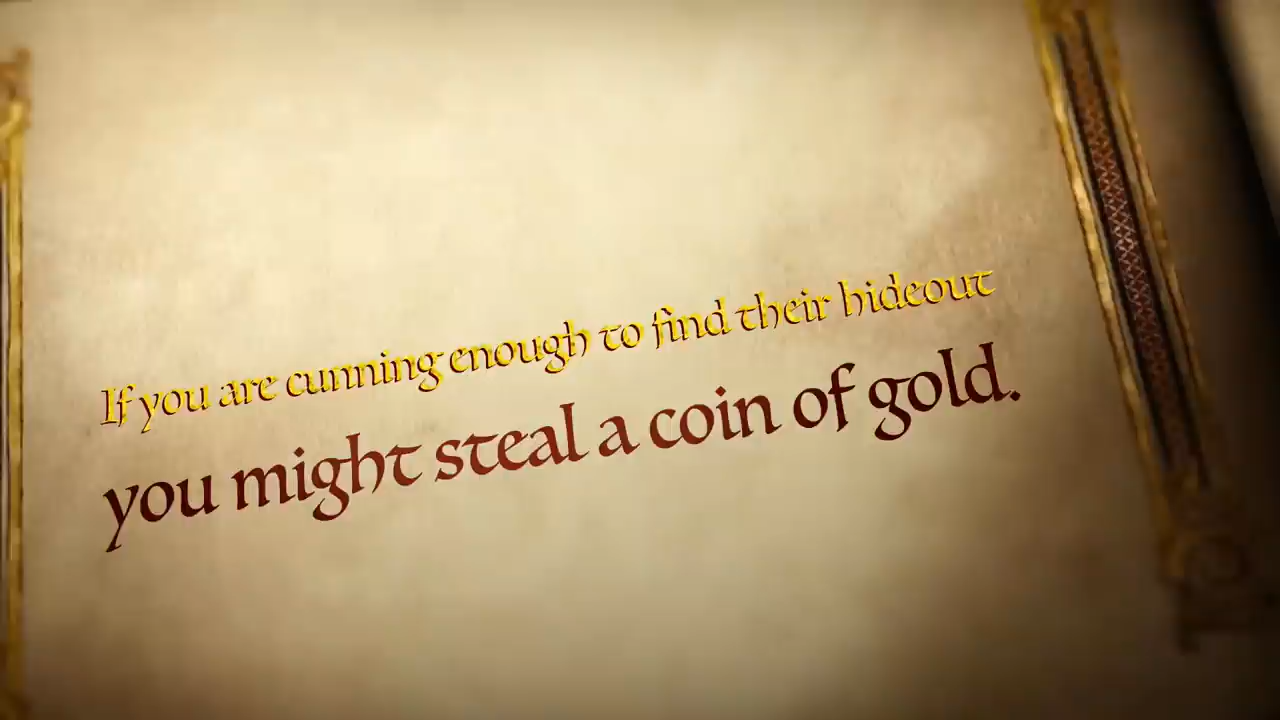 If you are cunning enough to find their hideout
you might steal a coin of gold.